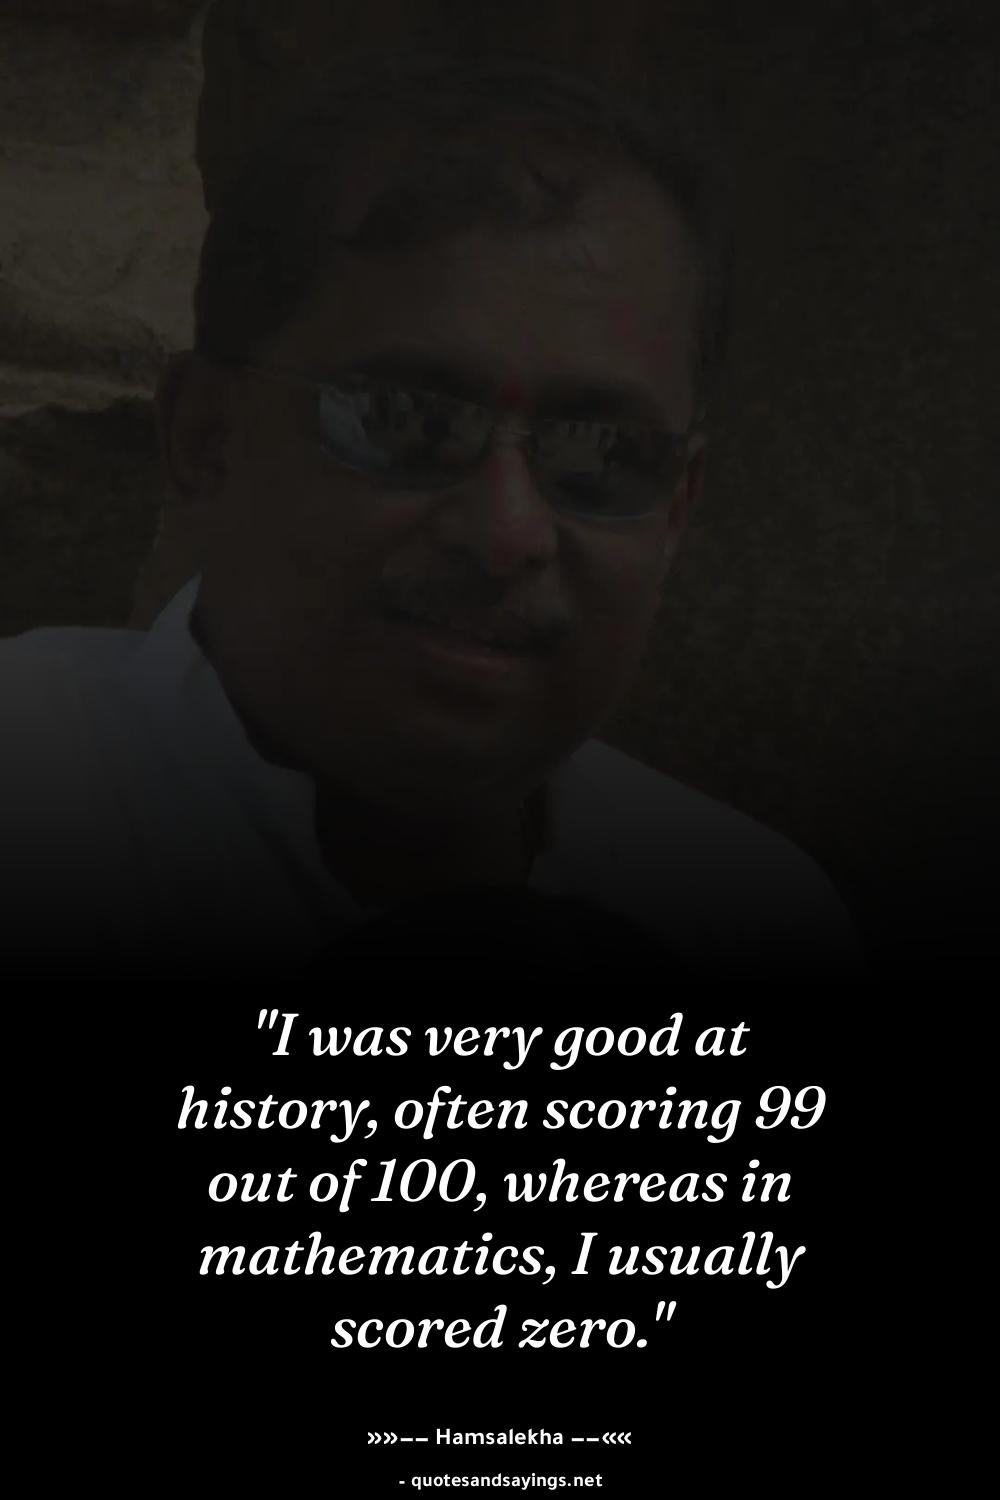 "I was very good at
history, often scoring 99
out of 100, whereas in
mathematics, I usually
scored zero."
»»−− Hamsalekha −−««
- quotesandsayings.net